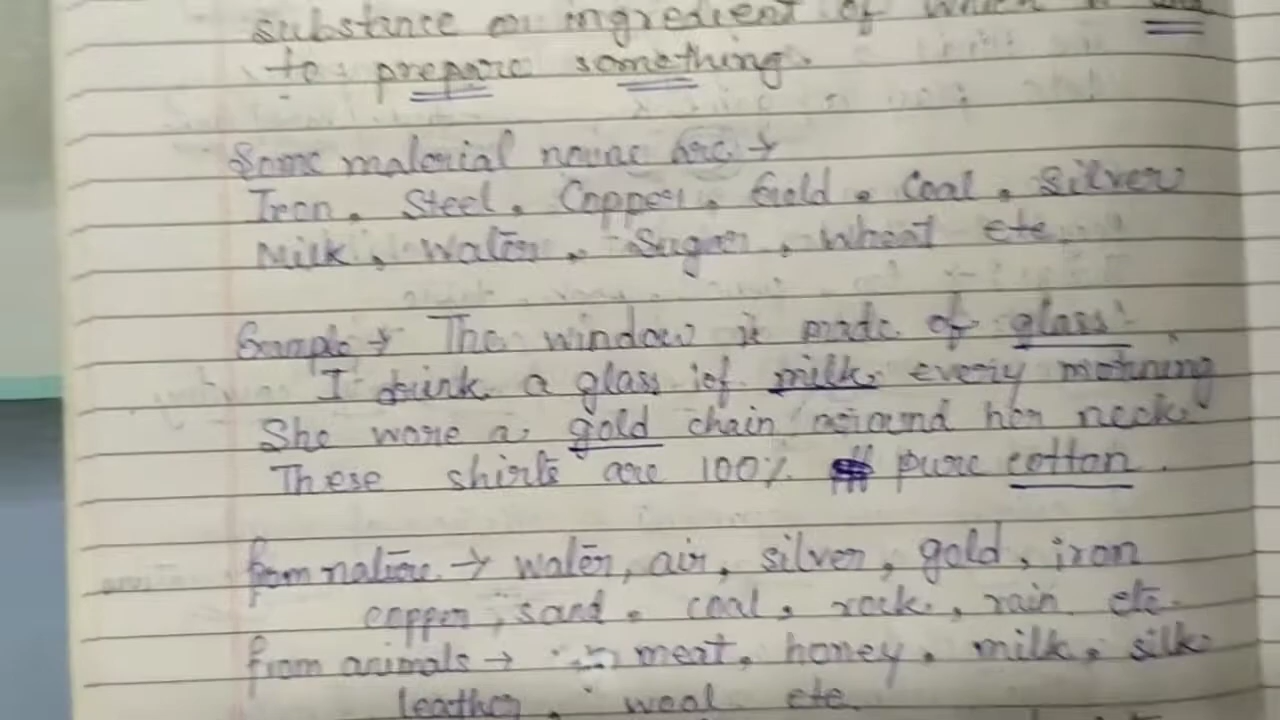 substance or ingredient of which
to prepare something.
Some material noune are →
Iron, Steel, Copper, Gold, Coal, Silver
Milk, Water, Sugar, Wheat etc.
Example → The window is made of glass.
I drink a glass of milk every morning
She wore a gold chain around her neck.
These shirts are 100% pure cotton.
from nature → water, air, silver, gold, iron
copper, sand, coal, rock, rain etc.
from animals → meat, honey, milk, silk
leather, wool etc.